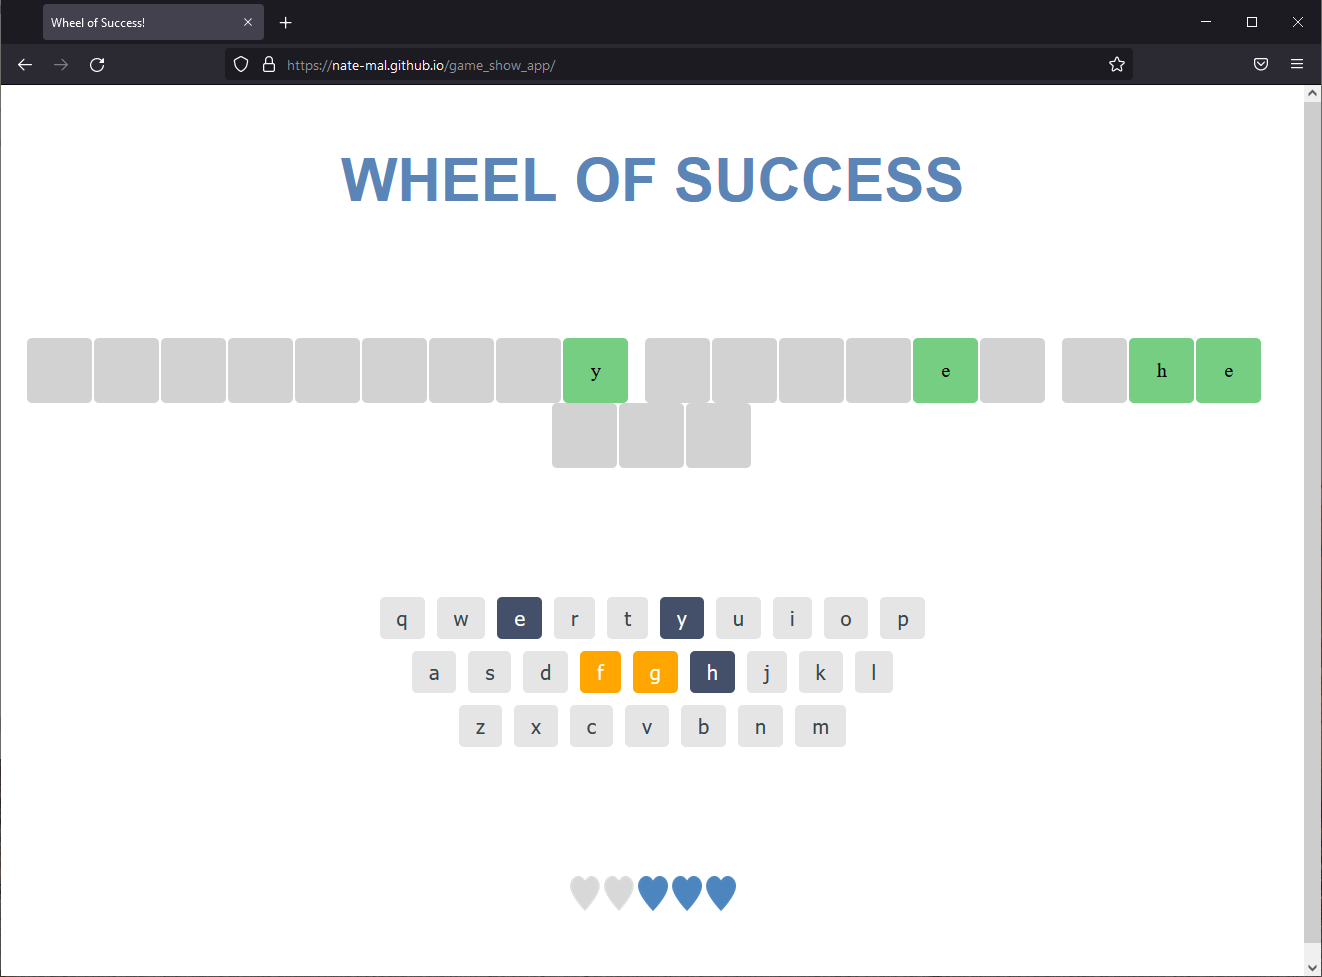 Wheel of Success!
https://nate-mal.github.io/game_show_app/
WHEEL OF SUCCESS
y e h e
q w e r t y u i o p
a s d f g h j k l
z x c v b n m